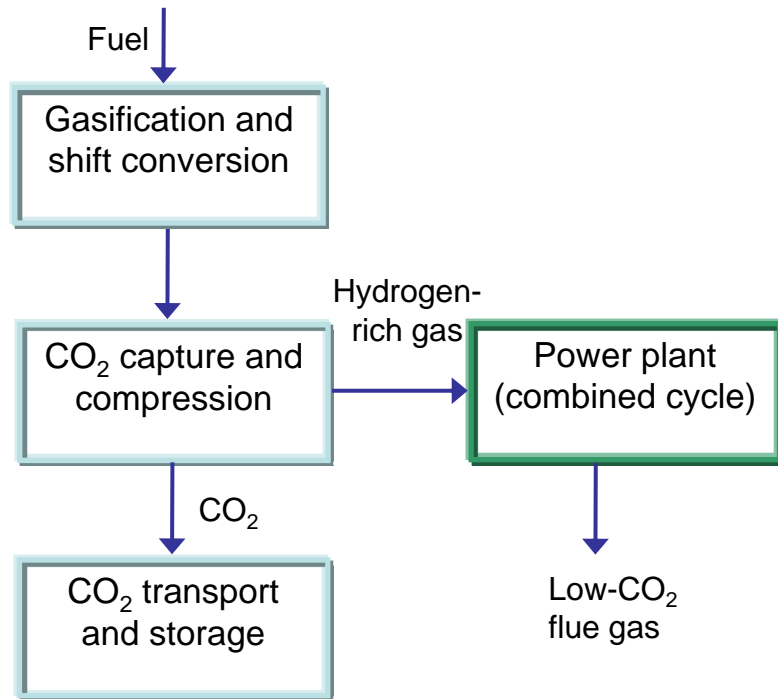 Fuel
Gasification and
shift conversion
Hydrogen-
rich gas
CO₂ capture and
compression
Power plant
(combined cycle)
CO₂
CO₂ transport
and storage
Low-CO₂
flue gas